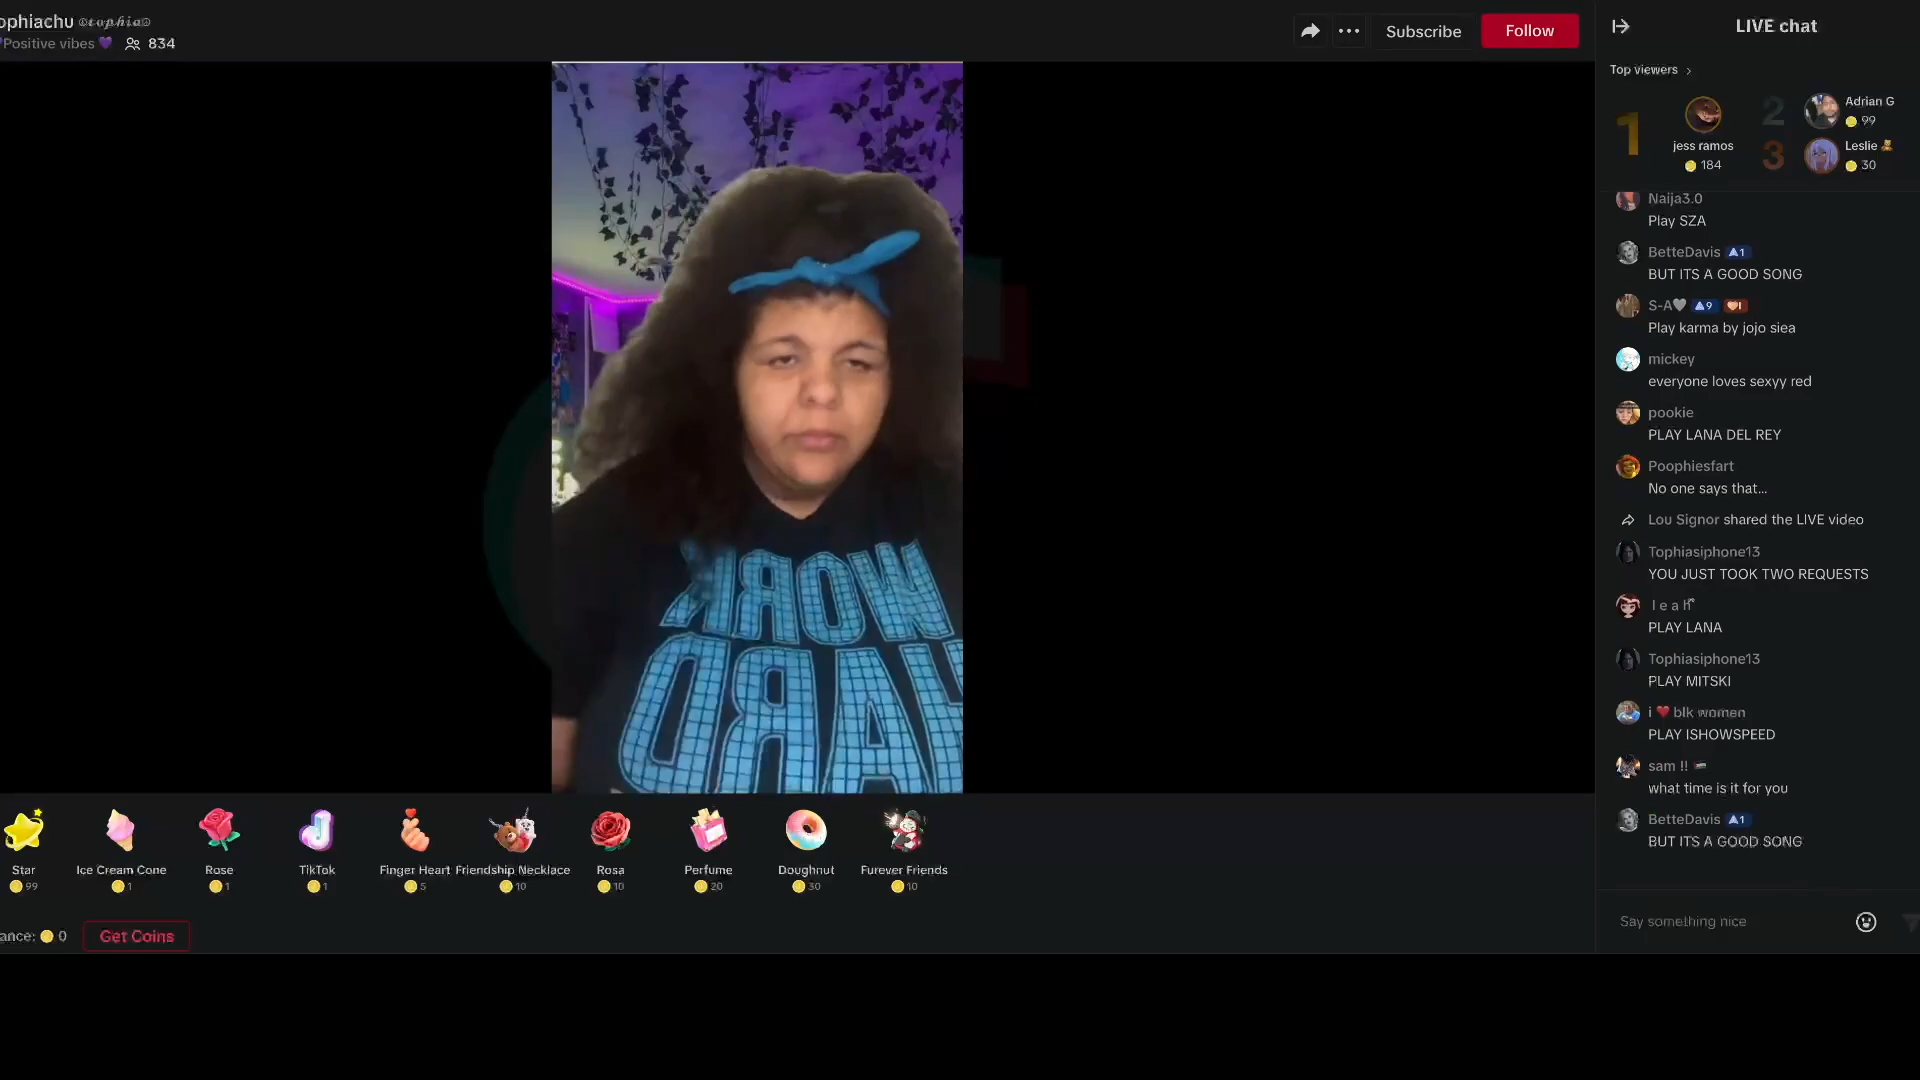 ophiachu @tophia
Positive vibes 💜 834
Subscribe
Follow
LIVE chat
Top viewers >
1
jess ramos
184
2
Adrian G
99
3
Leslie 🧸
30
Naija3.0
Play SZA
BetteDavis 1
BUT ITS A GOOD SONG
S-A🖤 9 I
Play karma by jojo siea
mickey
everyone loves sexyy red
pookie
PLAY LANA DEL REY
Poophiesfart
No one says that...
Lou Signor shared the LIVE video
Tophiasiphone13
YOU JUST TOOK TWO REQUESTS
l e a h
PLAY LANA
Tophiasiphone13
PLAY MITSKI
i ❤️ blk women
PLAY ISHOWSPEED
sam !! 🇵🇸
what time is it for you
BetteDavis 1
BUT ITS A GOOD SONG
Say something nice
WORK
HARD
Star
99
Ice Cream Cone
1
Rose
1
TikTok
1
Finger Heart
5
Friendship Necklace
10
Rosa
10
Perfume
20
Doughnut
30
Furever Friends
10
ance: 0
Get Coins